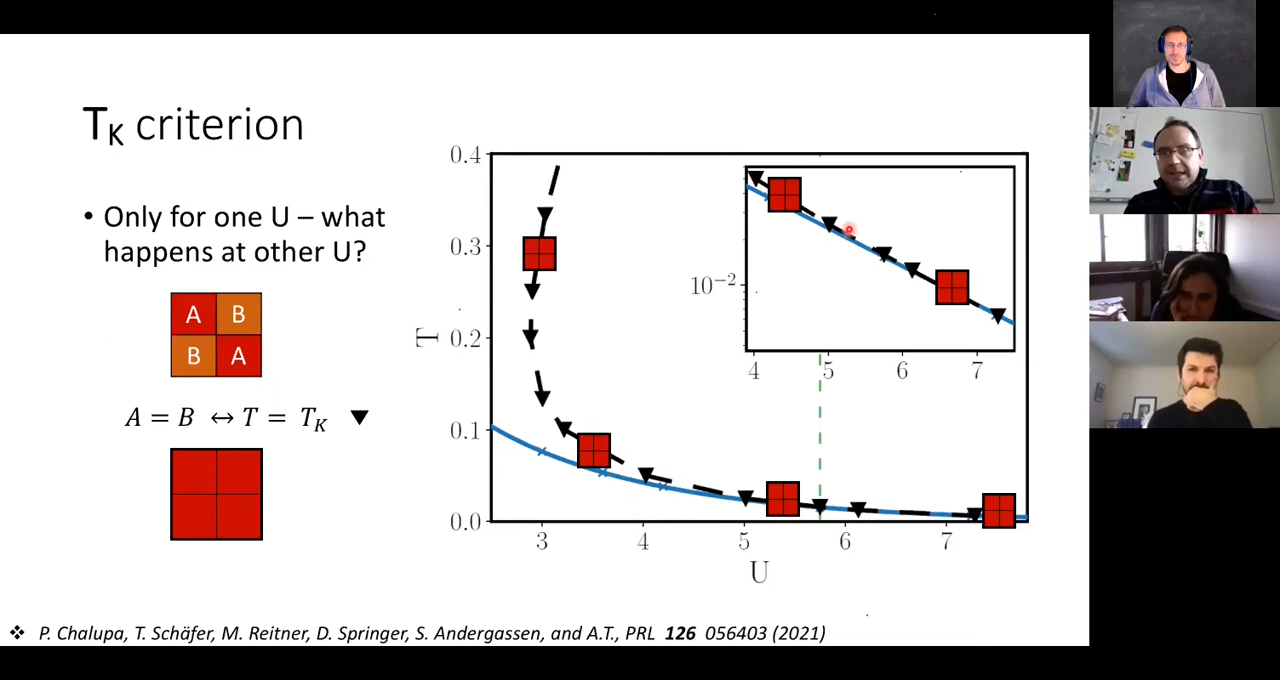 T_K criterion
• Only for one U – what
happens at other U?
A B
B A
A = B ↔ T = T_K ▼
0.4
0.3
0.2
0.1
0.0
T
3 4 5 6 7
U
10⁻²
4 5 6 7
❖ P. Chalupa, T. Schäfer, M. Reitner, D. Springer, S. Andergassen, and A.T., PRL 126 056403 (2021)